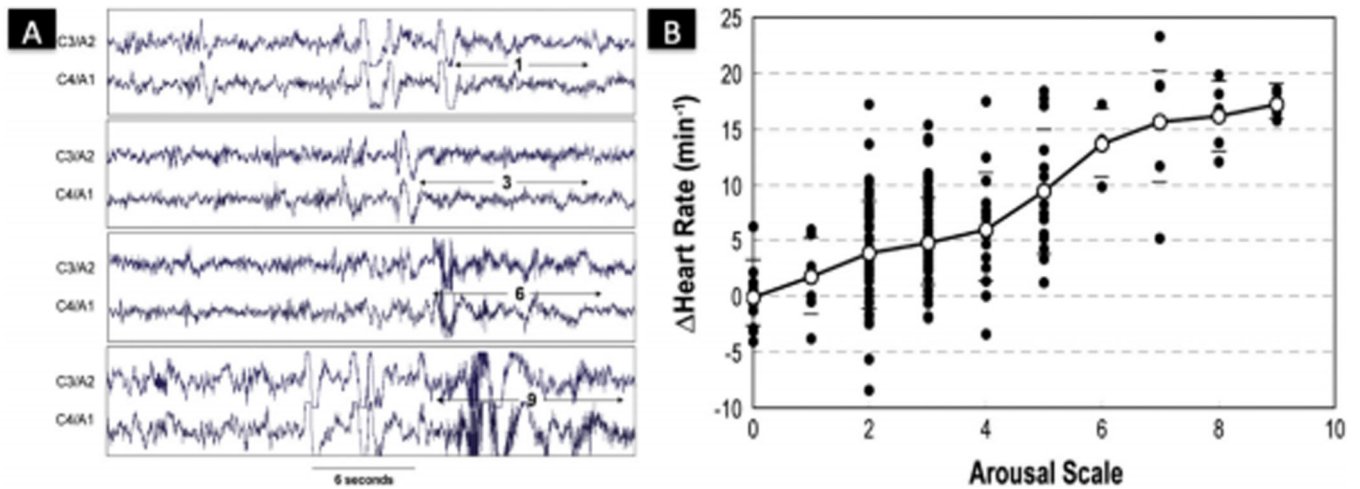 A
C3/A2
C4/A1
1
C3/A2
C4/A1
3
C3/A2
C4/A1
6
C3/A2
C4/A1
9
6 seconds
B
ΔHeart Rate (min⁻¹)
25
20
15
10
5
0
-5
-10
0 2 4 6 8 10
Arousal Scale